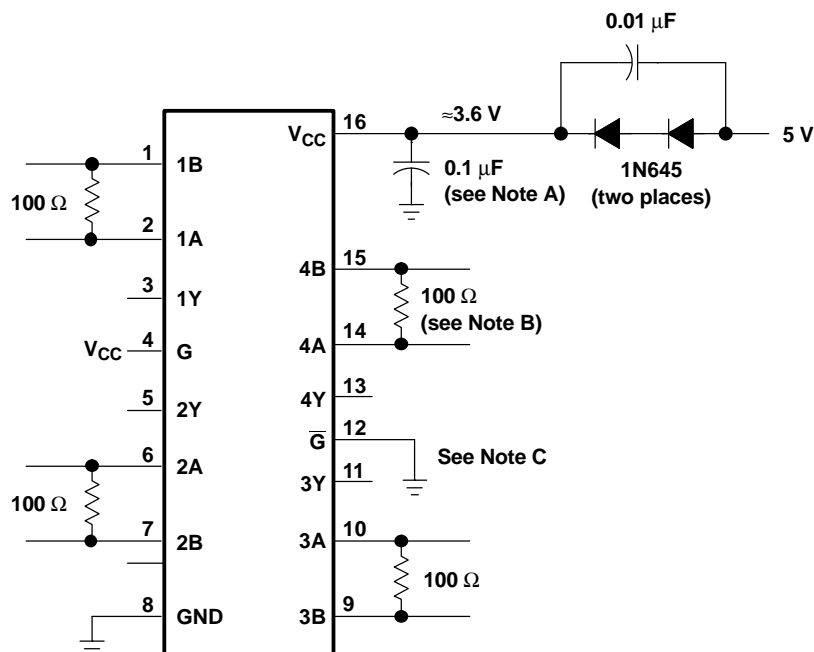 0.01 μF
16
≈3.6 V
VCC
5 V
1
1B
0.1 μF
(see Note A)
1N645
(two places)
100 Ω
2
1A
4B
15
3
1Y
100 Ω
(see Note B)
14
4A
VCC
4
G
13
4Y
5
2Y
12
G̅
See Note C
6
2A
11
3Y
100 Ω
7
2B
10
3A
100 Ω
8
GND
9
3B